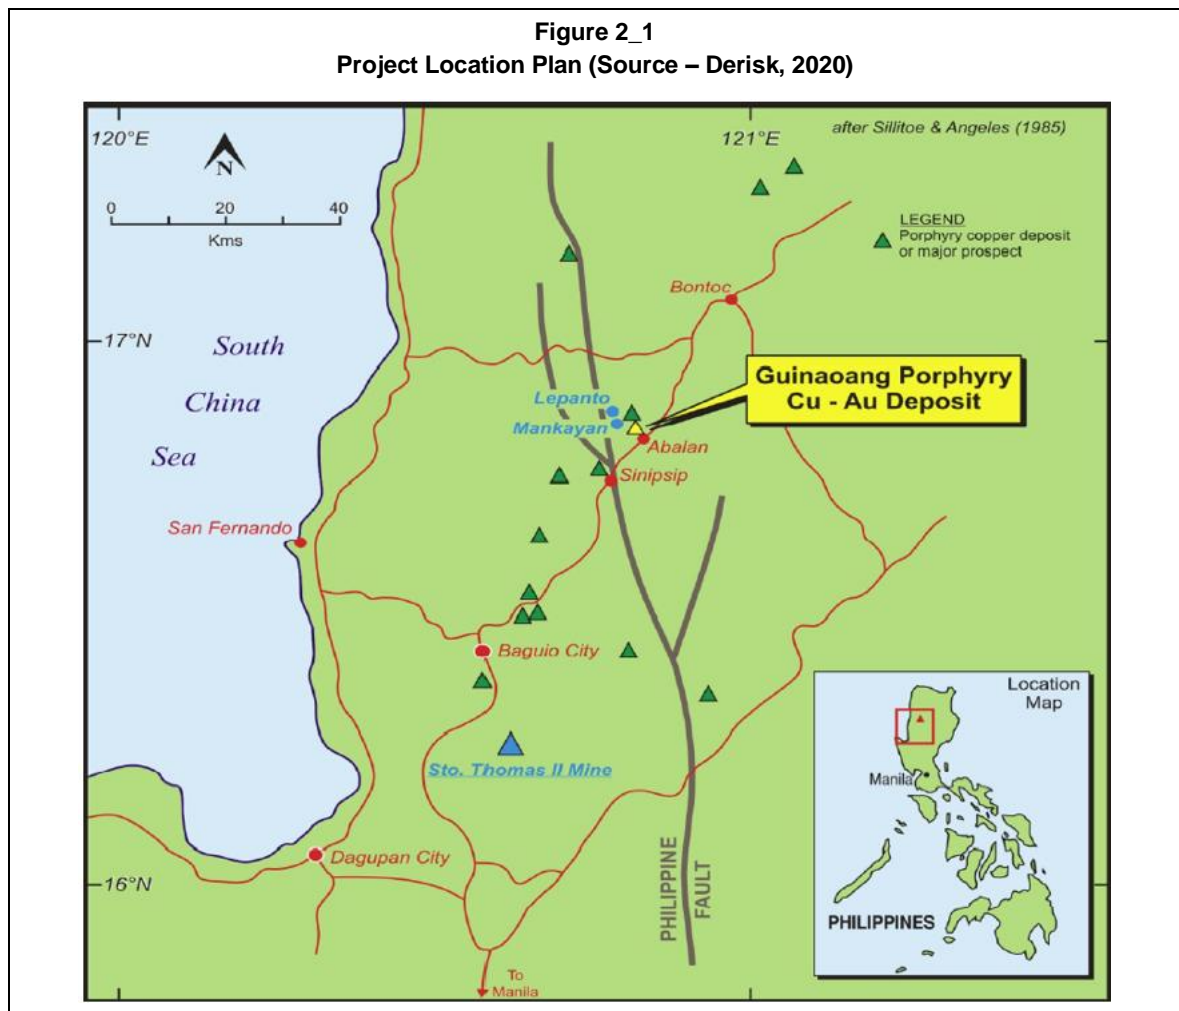 Figure 2_1
Project Location Plan (Source – Derisk, 2020)
120°E
121°E
after Sillitoe & Angeles (1985)
N
0 20 40
Kms
LEGEND
Porphyry copper deposit
or major prospect
Bontoc
17°N
South
China
Sea
Guinaoang Porphyry
Cu - Au Deposit
Lepanto
Mankayan
Abalan
Sinipsip
San Fernando
Baguio City
Sto. Thomas II Mine
Location
Map
Manila
PHILIPPINES
Dagupan City
16°N
PHILIPPINE
FAULT
To
Manila